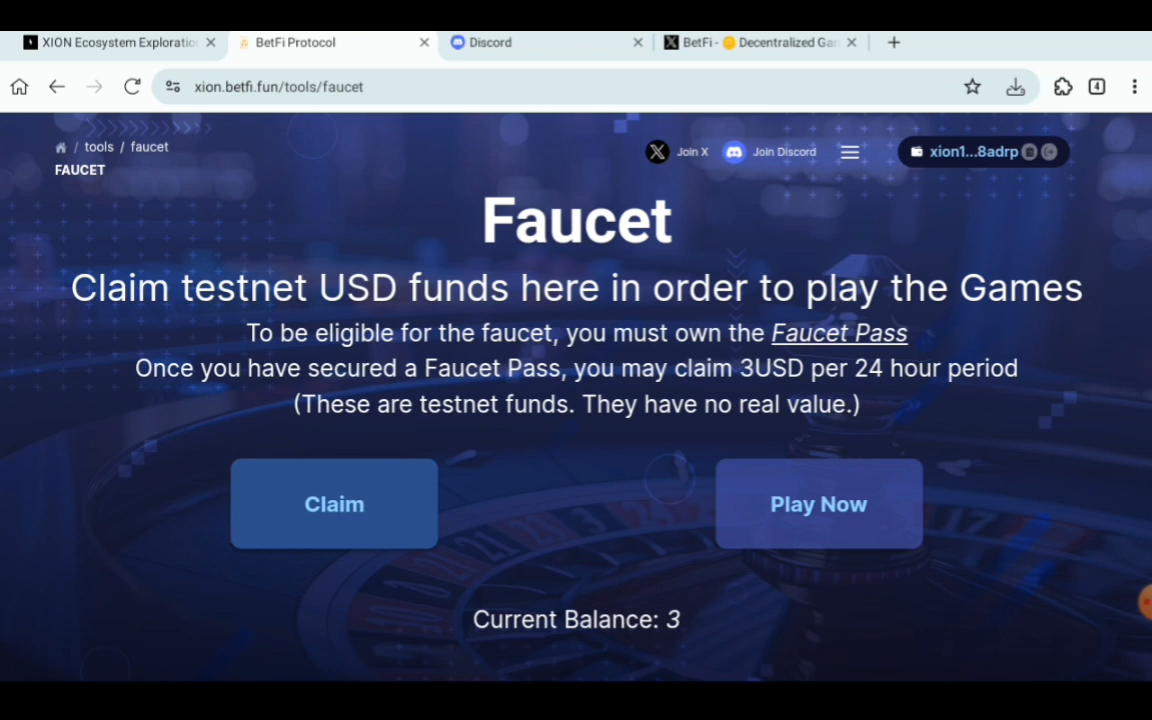 XION Ecosystem Exploratio
BetFi Protocol
Discord
BetFi - Decentralized Gam
xion.betfi.fun/tools/faucet
4
/ tools / faucet
FAUCET
Join X
Join Discord
xion1...8adrp
Faucet
Claim testnet USD funds here in order to play the Games
To be eligible for the faucet, you must own the Faucet Pass
Once you have secured a Faucet Pass, you may claim 3USD per 24 hour period
(These are testnet funds. They have no real value.)
Claim
Play Now
Current Balance: 3